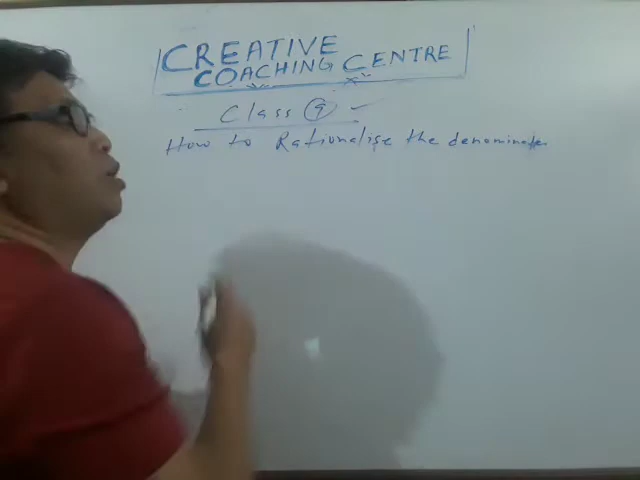 CREATIVE
COACHING CENTRE
Class 9
How to Rationalise the denominator